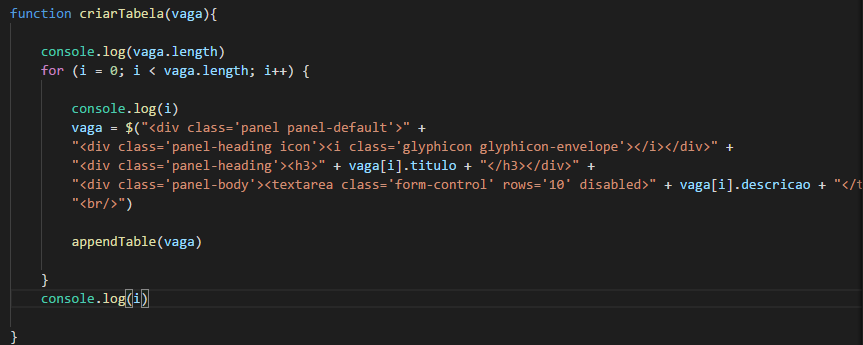 function criarTabela(vaga){
console.log(vaga.length)
for (i = 0; i < vaga.length; i++) {
console.log(i)
vaga = $("<div class='panel panel-default'>" +
"<div class='panel-heading icon'><i class='glyphicon glyphicon-envelope'></i></div>" +
"<div class='panel-heading'><h3>" + vaga[i].titulo + "</h3></div>" +
"<div class='panel-body'><textarea class='form-control' rows='10' disabled>" + vaga[i].descricao + "</t
"<br/>")
appendTable(vaga)
}
console.log(i)
}